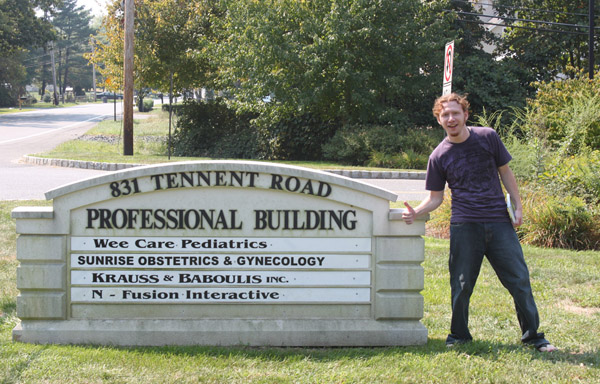 831 TENNENT ROAD
PROFESSIONAL BUILDING
Wee Care Pediatrics
SUNRISE OBSTETRICS & GYNECOLOGY
KRAUSS & BABOULIS INC.
N - Fusion Interactive